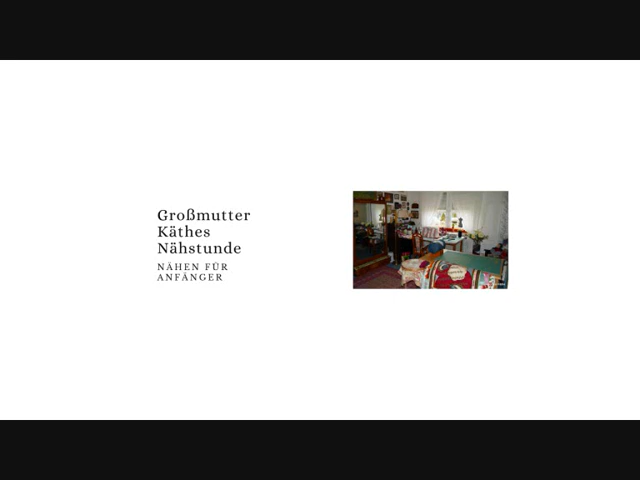 Großmutter
Käthes
Nähstunde
NÄHEN FÜR
ANFÄNGER